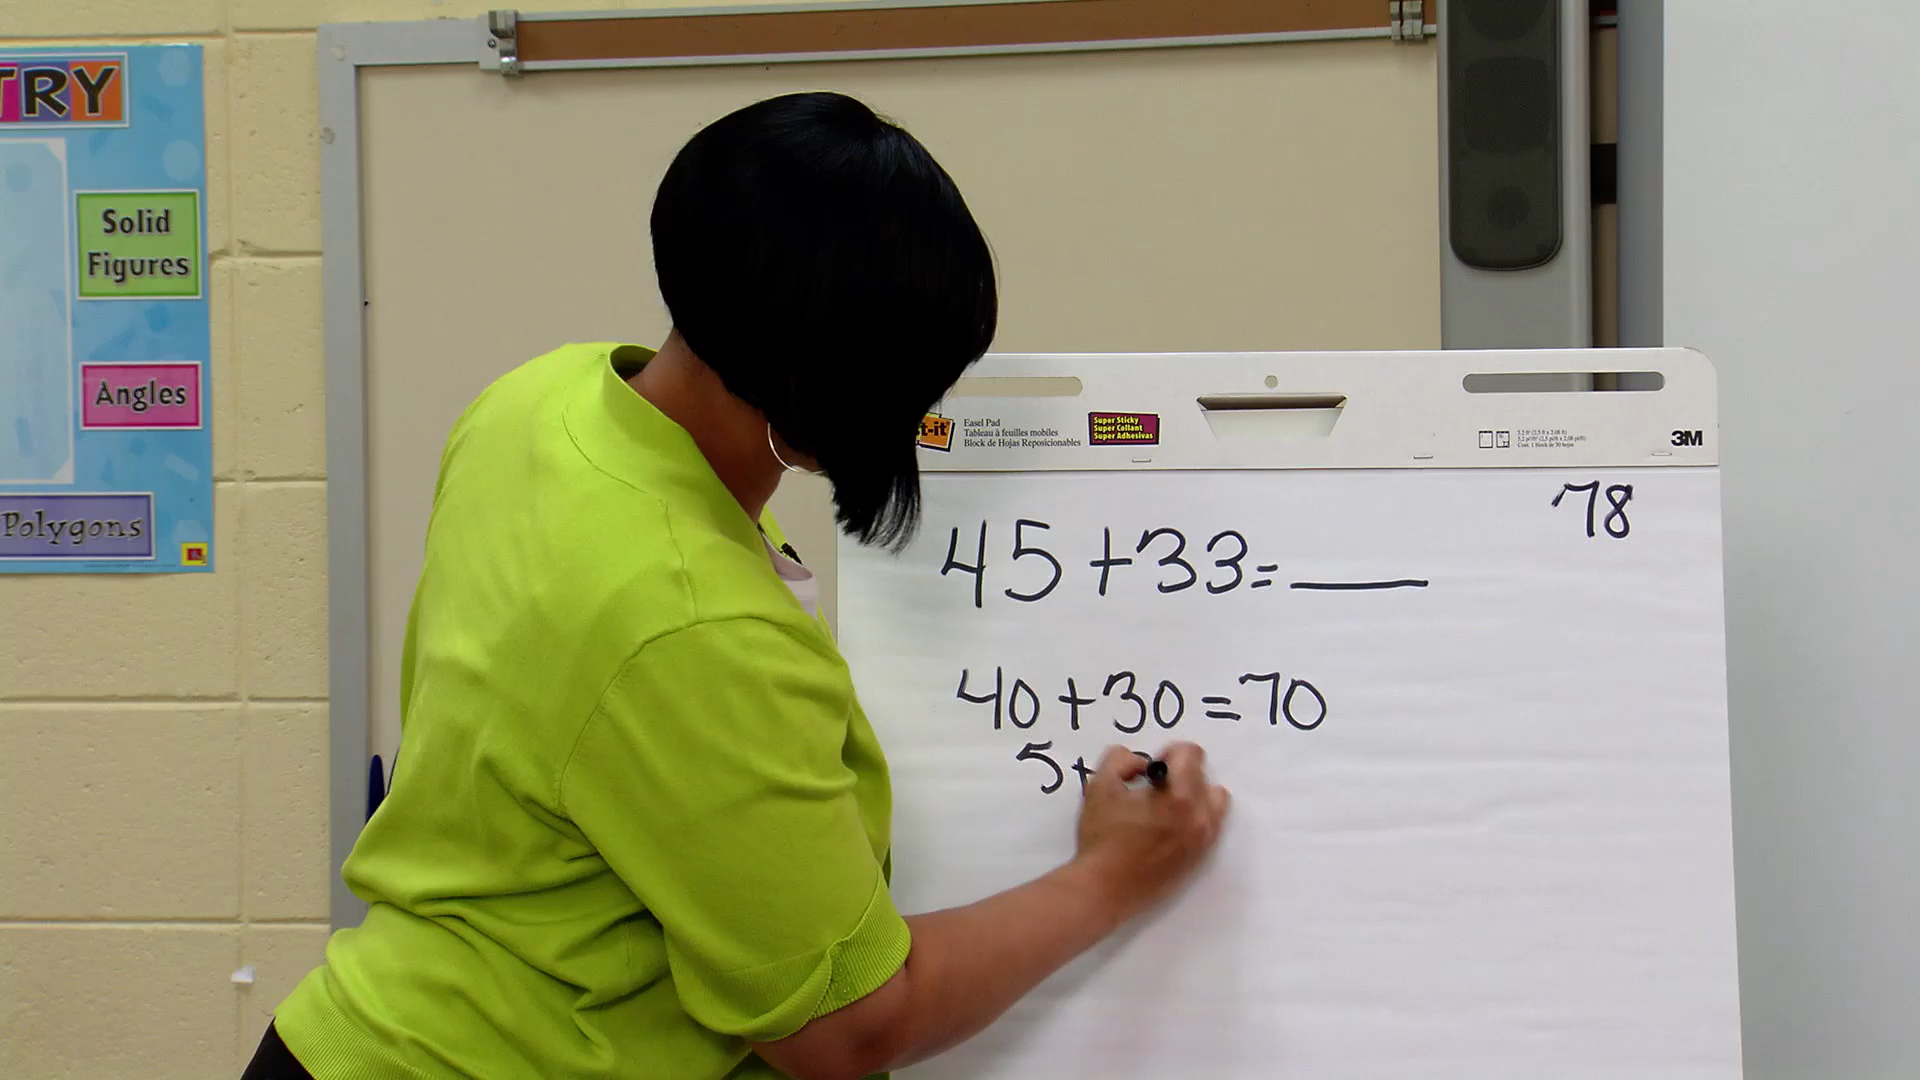 TRY
Solid
Figures
Angles
Polygons
t-it
Easel Pad
Tableau à feuilles mobiles
Block de Hojas Reposicionables
Super Sticky
Super Collant
Super Adhesivas
3M
78
45+33=
40+30=70
5+